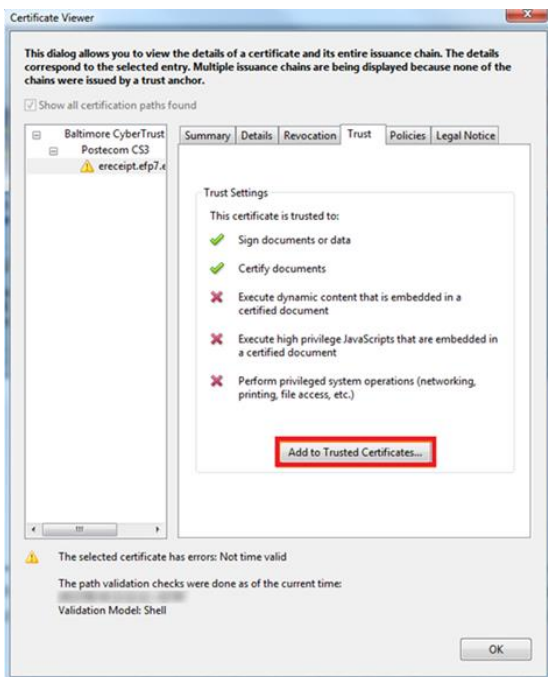 Certificate Viewer
This dialog allows you to view the details of a certificate and its entire issuance chain. The details
correspond to the selected entry. Multiple issuance chains are being displayed because none of the
chains were issued by a trust anchor.
Show all certification paths found
Baltimore CyberTrust
Postecom CS3
ereceipt.efp7.e
Summary Details Revocation Trust Policies Legal Notice
Trust Settings
This certificate is trusted to:
Sign documents or data
Certify documents
Execute dynamic content that is embedded in a
certified document
Execute high privilege JavaScripts that are embedded in
a certified document
Perform privileged system operations (networking,
printing, file access, etc.)
Add to Trusted Certificates...
The selected certificate has errors: Not time valid
The path validation checks were done as of the current time:
Validation Model: Shell
OK